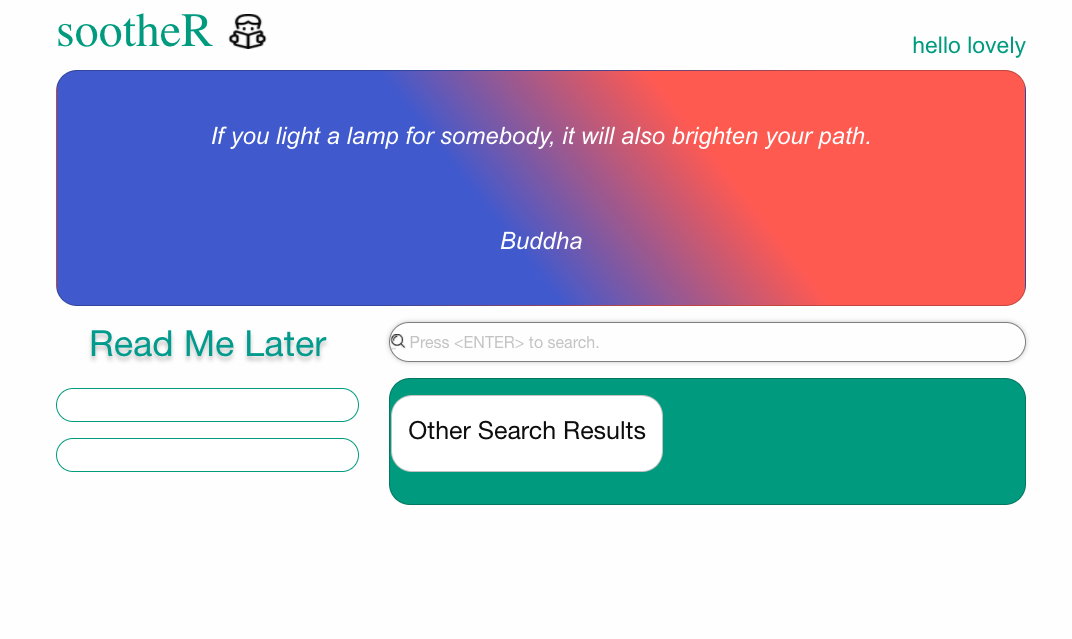 sootheR
hello lovely
If you light a lamp for somebody, it will also brighten your path.
Buddha
Read Me Later
Press <ENTER> to search.
Other Search Results